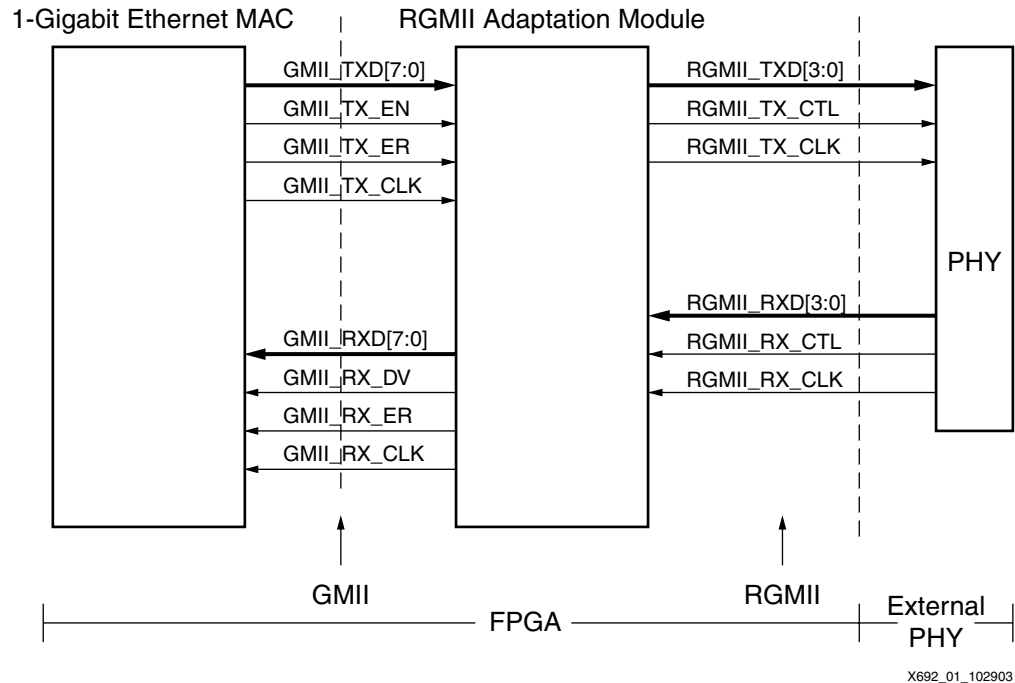 1-Gigabit Ethernet MAC
RGMII Adaptation Module
GMII_TXD[7:0]
GMII_TX_EN
GMII_TX_ER
GMII_TX_CLK
RGMII_TXD[3:0]
RGMII_TX_CTL
RGMII_TX_CLK
PHY
GMII_RXD[7:0]
GMII_RX_DV
GMII_RX_ER
GMII_RX_CLK
RGMII_RXD[3:0]
RGMII_RX_CTL
RGMII_RX_CLK
GMII
RGMII
FPGA
External
PHY
X692_01_102903